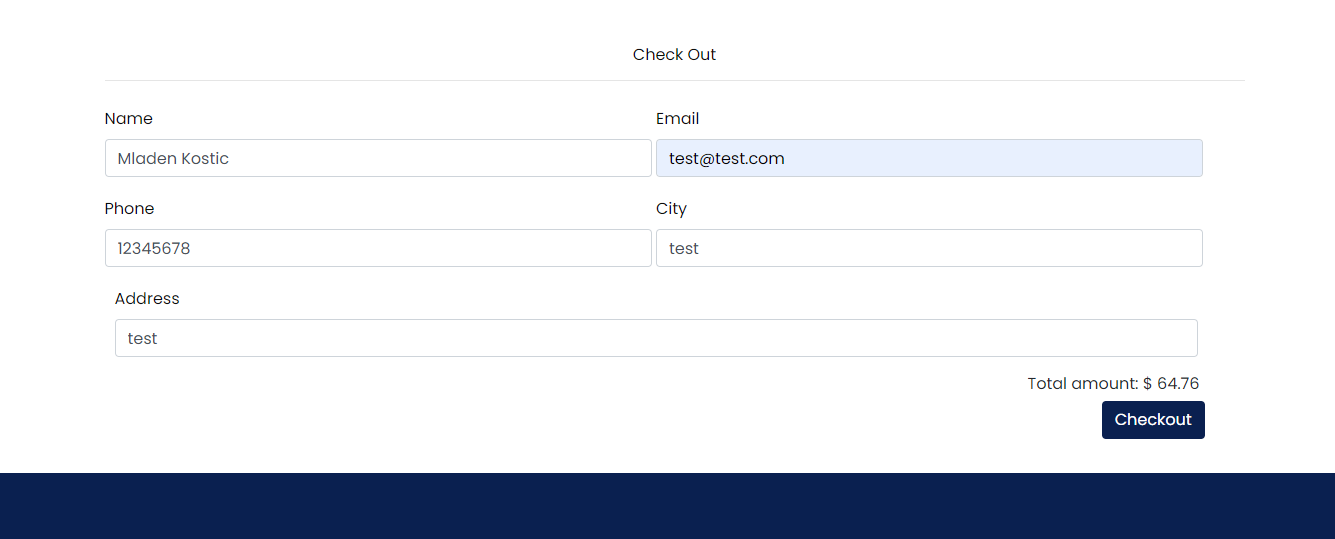 Check Out
Name Email
Mladen Kostic test@test.com
Phone City
12345678 test
Address
test
Total amount: $ 64.76
Checkout